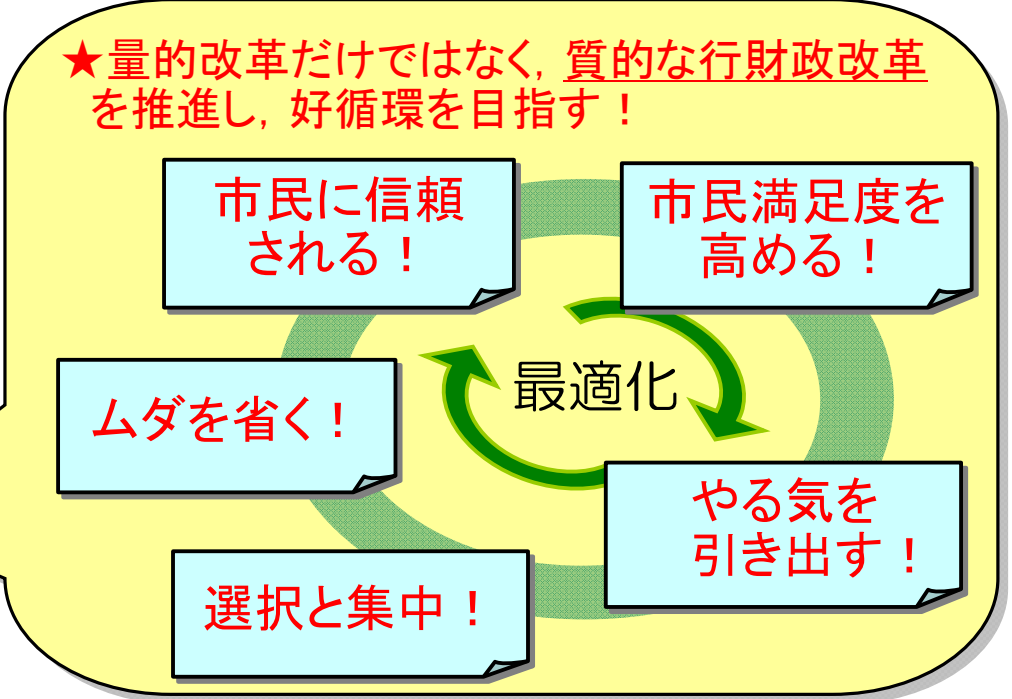 ★量的改革だけではなく，質的な行財政改革
を推進し，好循環を目指す！
市民に信頼
される！
市民満足度を
高める！
最適化
ムダを省く！
やる気を
引き出す！
選択と集中！